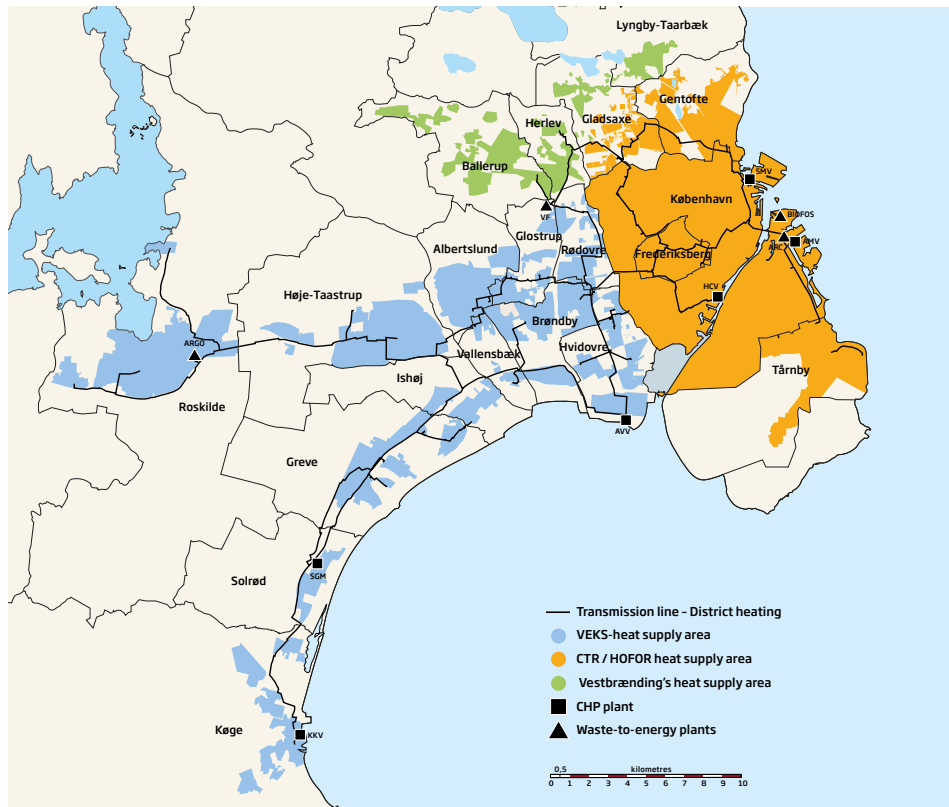 Lyngby-Taarbæk
Gentofte
Gladsaxe
Herlev
Ballerup
SMV
København
VF
BIOFOS
Glostrup
Albertslund
Rødovre
ARC
AMV
Frederiksberg
HCV
Høje-Taastrup
Brøndby
ARGO
Hvidovre
Vallensbæk
Tårnby
Ishøj
Roskilde
AVV
Greve
SGM
Solrød
Køge
KKV
Transmission line – District heating
VEKS-heat supply area
CTR / HOFOR heat supply area
Vestbrænding's heat supply area
CHP plant
Waste-to-energy plants
0,5 kilometres
0 1 2 3 4 5 6 7 8 9 10